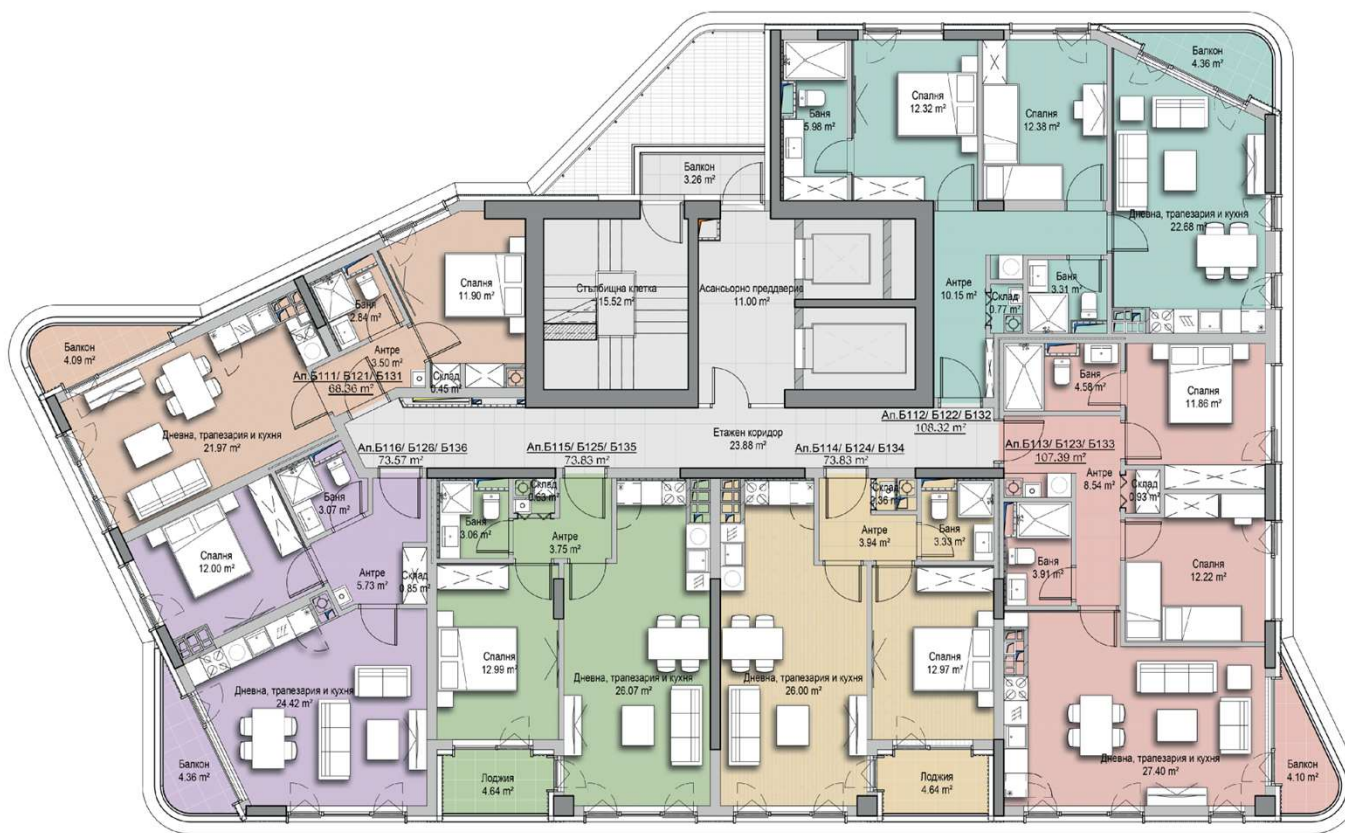 Балкон
4.36 m²
Спалня
12.32 m²
Спалня
12.38 m²
Баня
5.98 m²
Балкон
3.26 m²
Дневна, трапезария и кухня
22.68 m²
Спалня
11.90 m²
Стълбищна клетка
15.52 m²
Асансьорно преддверие
11.00 m²
Антре
10.15 m²
Баня
3.31 m²
Склад
0.77 m²
Баня
2.84 m²
Балкон
4.09 m²
Антре
3.50 m²
Ап.Б111/ Б121/ Б131
68.36 m²
Склад
0.45 m²
Баня
4.58 m²
Спалня
11.86 m²
Ап.Б112/ Б122/ Б132
108.32 m²
Дневна, трапезария и кухня
21.97 m²
Ап.Б116/ Б126/ Б136
73.57 m²
Ап.Б115/ Б125/ Б135
73.83 m²
Етажен коридор
23.88 m²
Ап.Б114/ Б124/ Б134
73.83 m²
Ап.Б113/ Б123/ Б133
107.39 m²
Антре
8.54 m²
Склад
0.93 m²
Баня
3.07 m²
Склад
0.63 m²
Склад
2.36 m²
Баня
3.06 m²
Антре
3.75 m²
Антре
3.94 m²
Баня
3.33 m²
Спалня
12.00 m²
Антре
5.73 m²
Склад
0.85 m²
Баня
3.91 m²
Спалня
12.22 m²
Спалня
12.99 m²
Дневна, трапезария и кухня
26.07 m²
Дневна, трапезария и кухня
26.00 m²
Спалня
12.97 m²
Дневна, трапезария и кухня
24.42 m²
Балкон
4.36 m²
Лоджия
4.64 m²
Лоджия
4.64 m²
Дневна, трапезария и кухня
27.40 m²
Балкон
4.10 m²